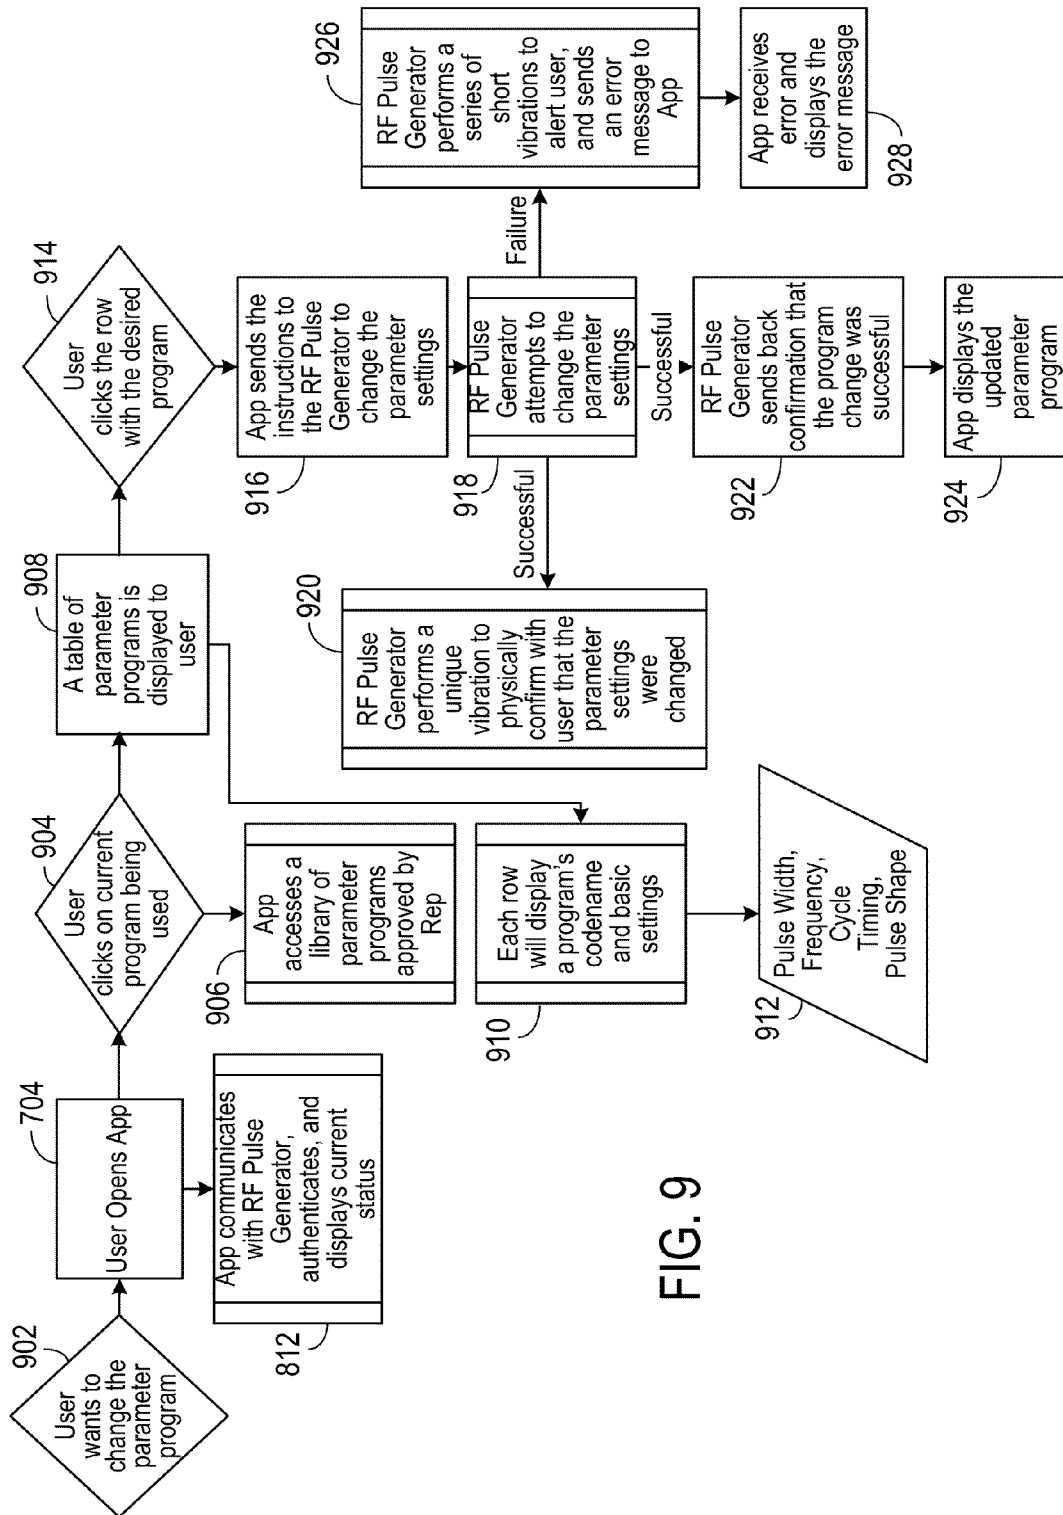 902
User
wants to
change the
parameter
program
704
User Opens App
812
App communicates
with RF Pulse
Generator,
authenticates, and
displays current
status
904
User
clicks on current
program being
used
906
App
accesses a
library of
parameter
programs
approved by
Rep
908
A table of
parameter
programs is
displayed to
user
910
Each row
will display
a program's
codename
and basic
settings
912
Pulse Width,
Frequency,
Cycle
Timing,
Pulse Shape
914
User
clicks the row
with the desired
program
916
App sends the
instructions to
the RF Pulse
Generator to
change the
parameter
settings
918
RF Pulse
Generator
attempts to
change the
parameter
settings
Successful
920
RF Pulse
Generator
performs a
unique
vibration to
physically
confirm with
user that the
parameter
settings
were
changed
Successful
922
RF Pulse
Generator
sends back
confirmation that
the program
change was
successful
924
App displays the
updated
parameter
program
Failure
926
RF Pulse
Generator
performs a
series of
short
vibrations to
alert user,
and sends
an error
message to
App
928
App receives
error and
displays the
error message
FIG. 9